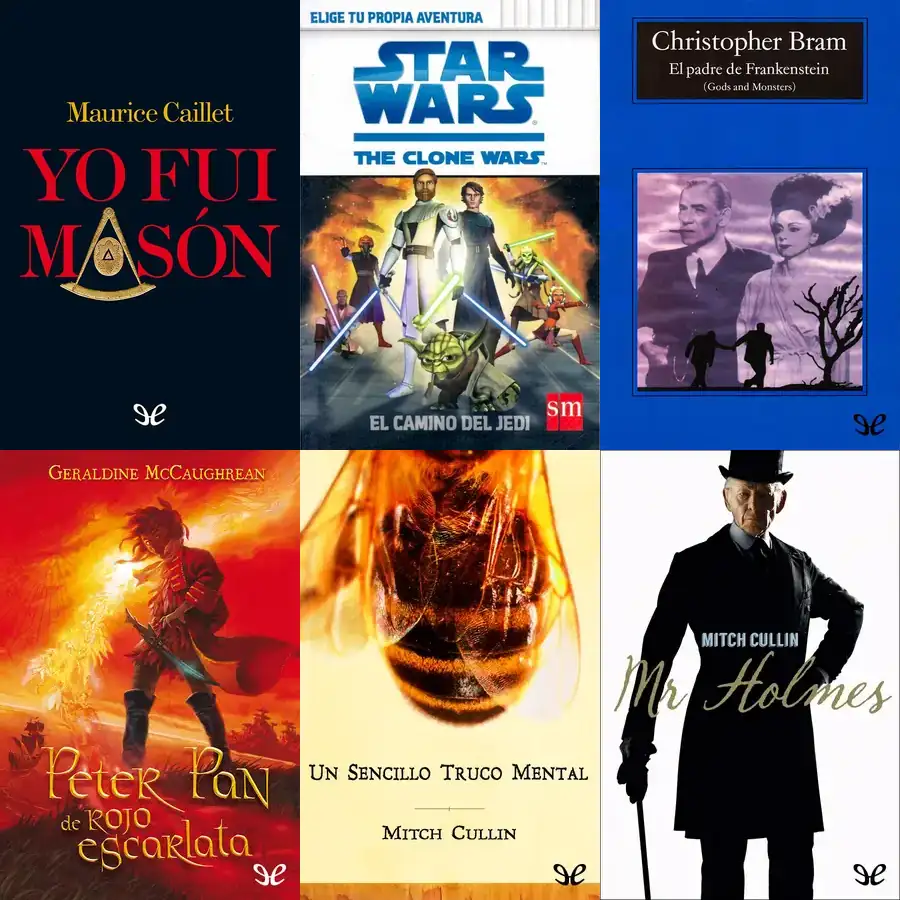 Maurice Caillet
YO FUI
MASÓN
ELIGE TU PROPIA AVENTURA
STAR
WARS
THE CLONE WARS™
EL CAMINO DEL JEDI
sm
Christopher Bram
El padre de Frankenstein
(Gods and Monsters)
GERALDINE MCCAUGHREAN
PETER PAN
de ROJO
escarlata
UN SENCILLO TRUCO MENTAL
MITCH CULLIN
MITCH CULLIN
Mr Holmes